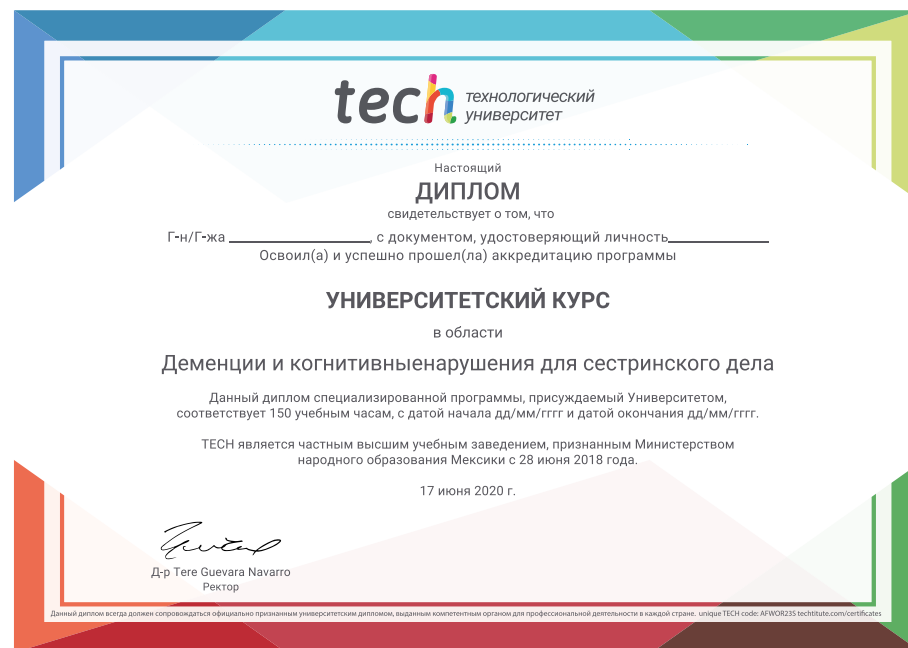 tech технологический
университет
Настоящий
ДИПЛОМ
свидетельствует о том, что
Г-н/Г-жа , с документом, удостоверяющий личность
Освоил(а) и успешно прошел(ла) аккредитацию программы
УНИВЕРСИТЕТСКИЙ КУРС
в области
Деменции и когнитивныенарушения для сестринского дела
Данный диплом специализированной программы, присуждаемый Университетом,
соответствует 150 учебным часам, с датой начала дд/мм/гггг и датой окончания дд/мм/гггг.
TECH является частным высшим учебным заведением, признанным Министерством
народного образования Мексики с 28 июня 2018 года.
17 июня 2020 г.
Д-р Tere Guevara Navarro
Ректор
Данный диплом всегда должен сопровождаться официально признанным университетским дипломом, выданным компетентным органом для профессиональной деятельности в каждой стране. unique TECH code: AFWOR23S techtitute.com/certificates